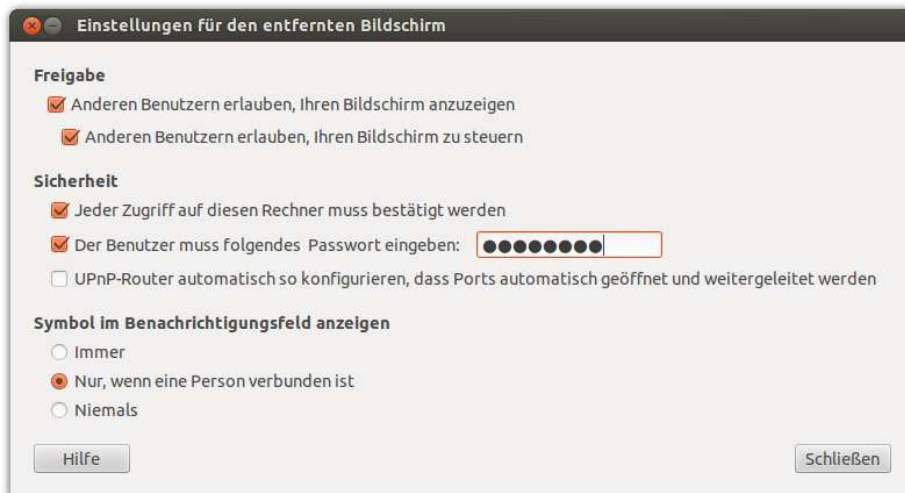 Einstellungen für den entfernten Bildschirm
Freigabe
Anderen Benutzern erlauben, Ihren Bildschirm anzuzeigen
Anderen Benutzern erlauben, Ihren Bildschirm zu steuern
Sicherheit
Jeder Zugriff auf diesen Rechner muss bestätigt werden
Der Benutzer muss folgendes Passwort eingeben: ●●●●●●●●
UPnP-Router automatisch so konfigurieren, dass Ports automatisch geöffnet und weitergeleitet werden
Symbol im Benachrichtigungsfeld anzeigen
Immer
Nur, wenn eine Person verbunden ist
Niemals
Hilfe
Schließen